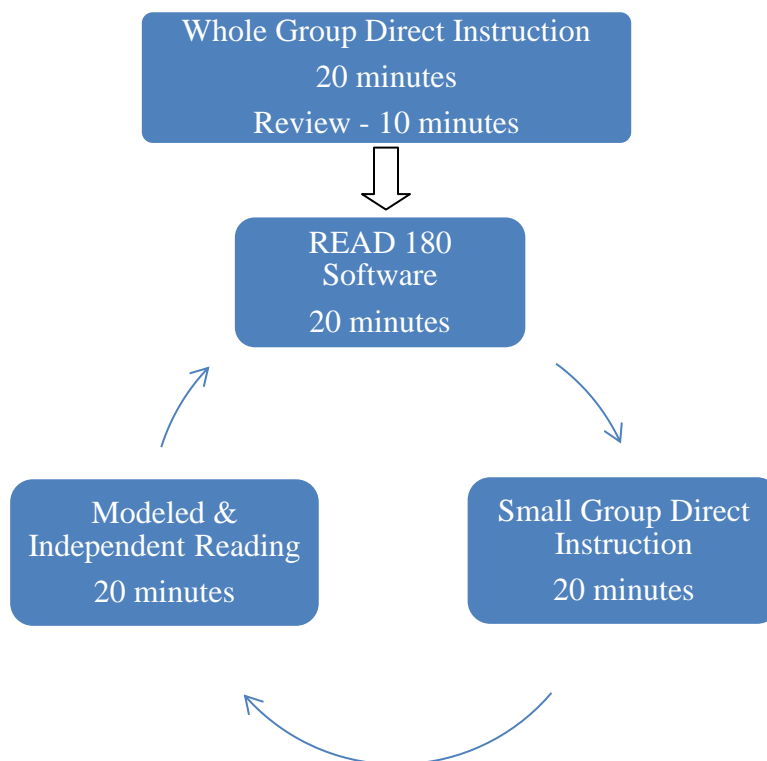 Whole Group Direct Instruction
20 minutes
Review - 10 minutes
READ 180
Software
20 minutes
Modeled &
Independent Reading
20 minutes
Small Group Direct
Instruction
20 minutes